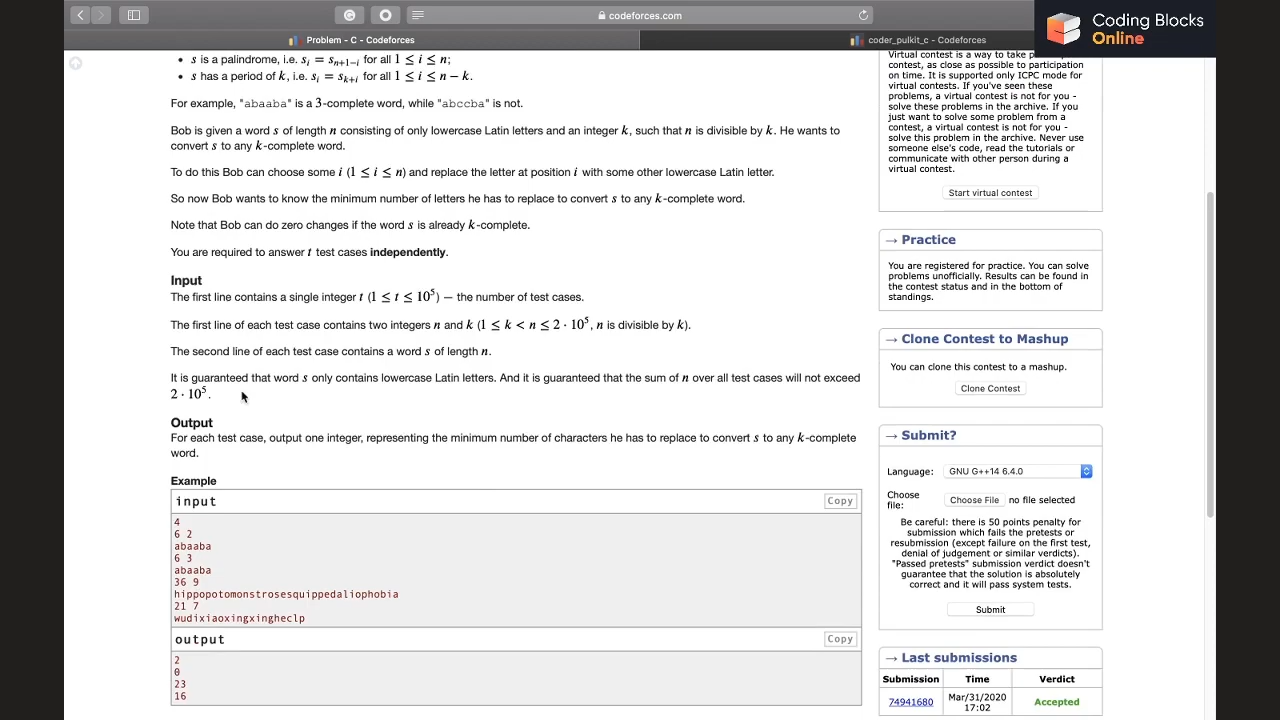 codeforces.com
Problem - C - Codeforces
coder_pulkit_c - Codeforces
Coding Blocks
Online
• s is a palindrome, i.e. sᵢ = sₙ₊₁₋ᵢ for all 1 ≤ i ≤ n;
• s has a period of k, i.e. sᵢ = sₖ₊ᵢ for all 1 ≤ i ≤ n − k.
For example, "abaaba" is a 3-complete word, while "abccba" is not.
Bob is given a word s of length n consisting of only lowercase Latin letters and an integer k, such that n is divisible by k. He wants to
convert s to any k-complete word.
To do this Bob can choose some i (1 ≤ i ≤ n) and replace the letter at position i with some other lowercase Latin letter.
So now Bob wants to know the minimum number of letters he has to replace to convert s to any k-complete word.
Note that Bob can do zero changes if the word s is already k-complete.
You are required to answer t test cases independently.
Input
The first line contains a single integer t (1 ≤ t ≤ 10⁵) — the number of test cases.
The first line of each test case contains two integers n and k (1 ≤ k < n ≤ 2 · 10⁵, n is divisible by k).
The second line of each test case contains a word s of length n.
It is guaranteed that word s only contains lowercase Latin letters. And it is guaranteed that the sum of n over all test cases will not exceed
2 · 10⁵.
Output
For each test case, output one integer, representing the minimum number of characters he has to replace to convert s to any k-complete
word.
Example
input
Copy
4
6 2
abaaba
6 3
abaaba
36 9
hippopotomonstrosesquippedaliophobia
21 7
wudixiaoxingxingheclp
output
Copy
2
0
23
16
Virtual contest is a way to take
contest, as close as possible to participation
on time. It is supported only ICPC mode for
virtual contests. If you've seen these
problems, a virtual contest is not for you -
solve these problems in the archive. If you
just want to solve some problem from a
contest, a virtual contest is not for you -
solve this problem in the archive. Never use
someone else's code, read the tutorials or
communicate with other person during a
virtual contest.
Start virtual contest
→ Practice
You are registered for practice. You can solve
problems unofficially. Results can be found in
the contest status and in the bottom of
standings.
→ Clone Contest to Mashup
You can clone this contest to a mashup.
Clone Contest
→ Submit?
Language: GNU G++14 6.4.0
Choose
file: Choose File no file selected
Be careful: there is 50 points penalty for
submission which fails the pretests or
resubmission (except failure on the first test,
denial of judgement or similar verdicts).
"Passed pretests" submission verdict doesn't
guarantee that the solution is absolutely
correct and it will pass system tests.
Submit
→ Last submissions
Submission Time Verdict
74941680 Mar/31/2020 17:02 Accepted